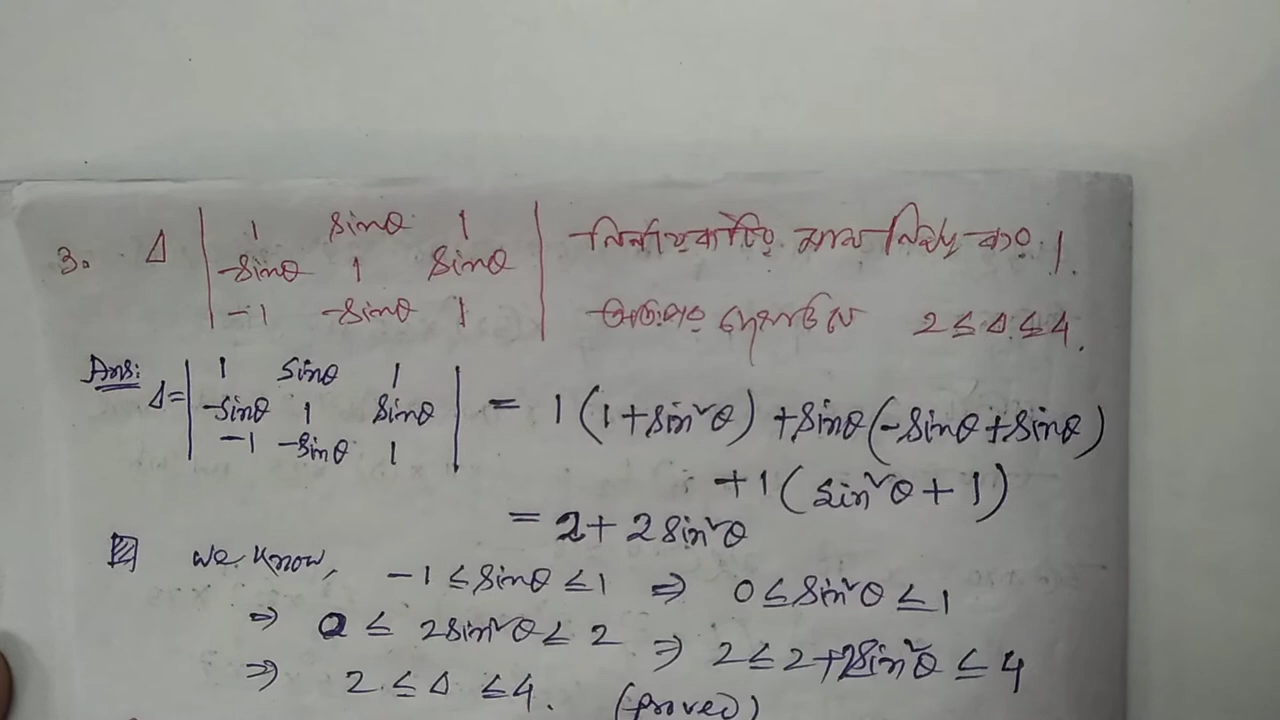 3. Δ | 1 sinθ 1 | নির্ণায়কটির মান নির্ণয় কর।
| -sinθ 1 sinθ |
| -1 -sinθ 1 | অতঃপর দেখাও যে 2 ≤ Δ ≤ 4.
Ans: Δ = | 1 sinθ 1 |
| -sinθ 1 sinθ | = 1(1+sin²θ) + sinθ(-sinθ+sinθ)
| -1 -sinθ 1 |
+1(sin²θ+1)
= 2 + 2sin²θ
We know, -1 ≤ sinθ ≤ 1 ⇒ 0 ≤ sin²θ ≤ 1
⇒ 0 ≤ 2sin²θ ≤ 2 ⇒ 2 ≤ 2+2sin²θ ≤ 4
⇒ 2 ≤ Δ ≤ 4. (proved)